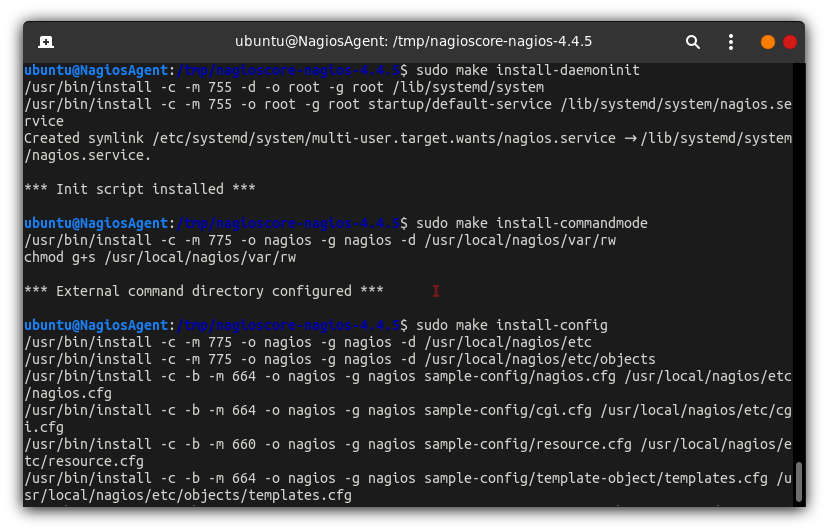 ubuntu@NagiosAgent: /tmp/nagioscore-nagios-4.4.5
ubuntu@NagiosAgent:/tmp/nagioscore-nagios-4.4.5$ sudo make install-daemoninit
/usr/bin/install -c -m 755 -d -o root -g root /lib/systemd/system
/usr/bin/install -c -m 755 -o root -g root startup/default-service /lib/systemd/system/nagios.se
rvice
Created symlink /etc/systemd/system/multi-user.target.wants/nagios.service → /lib/systemd/system
/nagios.service.
*** Init script installed ***
ubuntu@NagiosAgent:/tmp/nagioscore-nagios-4.4.5$ sudo make install-commandmode
/usr/bin/install -c -m 775 -o nagios -g nagios -d /usr/local/nagios/var/rw
chmod g+s /usr/local/nagios/var/rw
*** External command directory configured ***
ubuntu@NagiosAgent:/tmp/nagioscore-nagios-4.4.5$ sudo make install-config
/usr/bin/install -c -m 775 -o nagios -g nagios -d /usr/local/nagios/etc
/usr/bin/install -c -m 775 -o nagios -g nagios -d /usr/local/nagios/etc/objects
/usr/bin/install -c -b -m 664 -o nagios -g nagios sample-config/nagios.cfg /usr/local/nagios/etc
/nagios.cfg
/usr/bin/install -c -b -m 664 -o nagios -g nagios sample-config/cgi.cfg /usr/local/nagios/etc/cg
i.cfg
/usr/bin/install -c -b -m 660 -o nagios -g nagios sample-config/resource.cfg /usr/local/nagios/e
tc/resource.cfg
/usr/bin/install -c -b -m 664 -o nagios -g nagios sample-config/template-object/templates.cfg /u
sr/local/nagios/etc/objects/templates.cfg